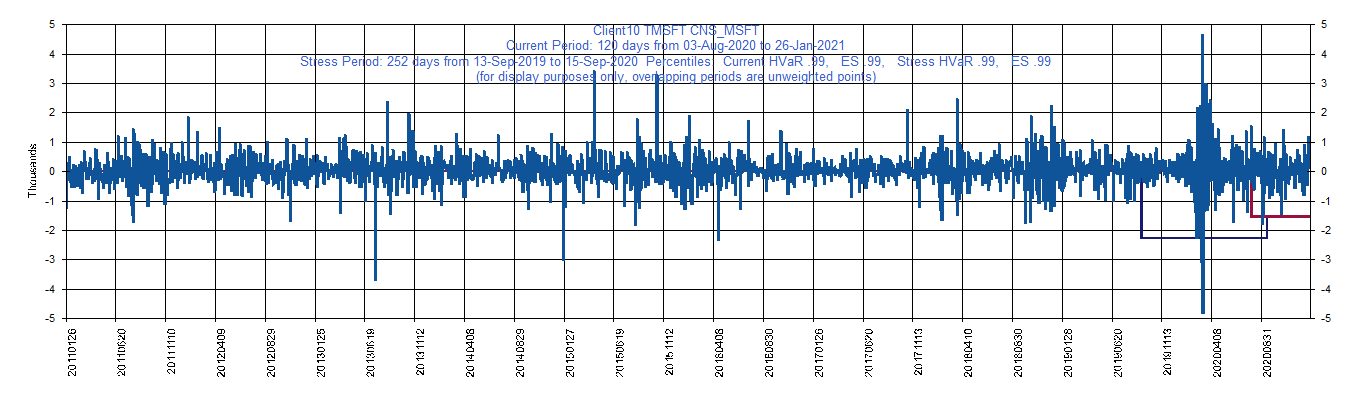 Client10 TMSFT CNS_MSFT
Current Period: 120 days from 03-Aug-2020 to 26-Jan-2021
Stress Period: 252 days from 13-Sep-2019 to 15-Sep-2020 Percentiles: Current HVaR .99, ES .99, Stress HVaR .99, ES .99
(for display purposes only, overlapping periods are unweighted points)
Thousands
5 5
4 4
3 3
2 2
1 1
0 0
-1 -1
-2 -2
-3 -3
-4 -4
-5 -5
20110126 20110620 20111110 20120409 20120829 20130125 20130619 20131112 20140408 20140829 20150127 20150619 20151112 20160408 20160830 20170126 20170620 20171113 20180410 20180830 20190128 20190620 20191113 20200408 20200831